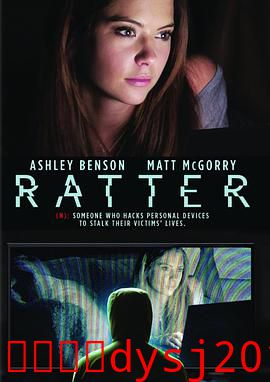 ASHLEY BENSON MATT McGORRY
RATTER
(N): SOMEONE WHO HACKS PERSONAL DEVICES
TO STALK THEIR VICTIMS' LIVES.
dysj20